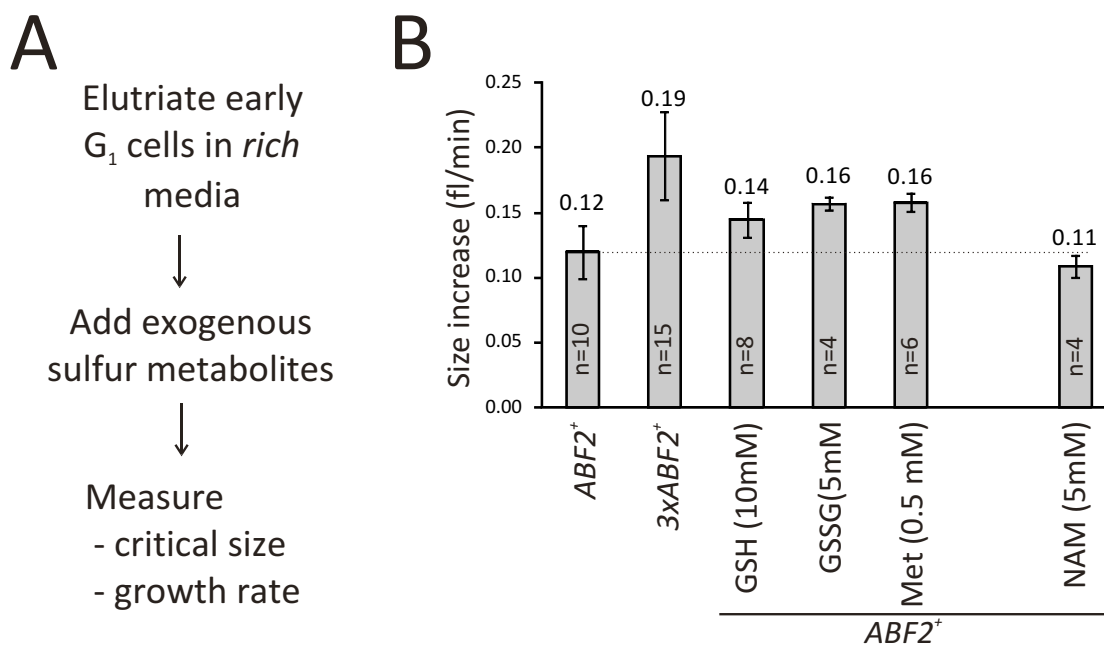 A
Elutriate early
G₁ cells in rich
media
Add exogenous
sulfur metabolites
Measure
- critical size
- growth rate
B
Size increase (fl/min)
0.25
0.20
0.15
0.10
0.05
0.00
0.12
0.19
0.14
0.16
0.16
0.11
n=10
n=15
n=8
n=4
n=6
n=4
ABF2⁺
3xABF2⁺
GSH (10mM)
GSSG(5mM
Met (0.5 mM)
NAM (5mM)
ABF2⁺